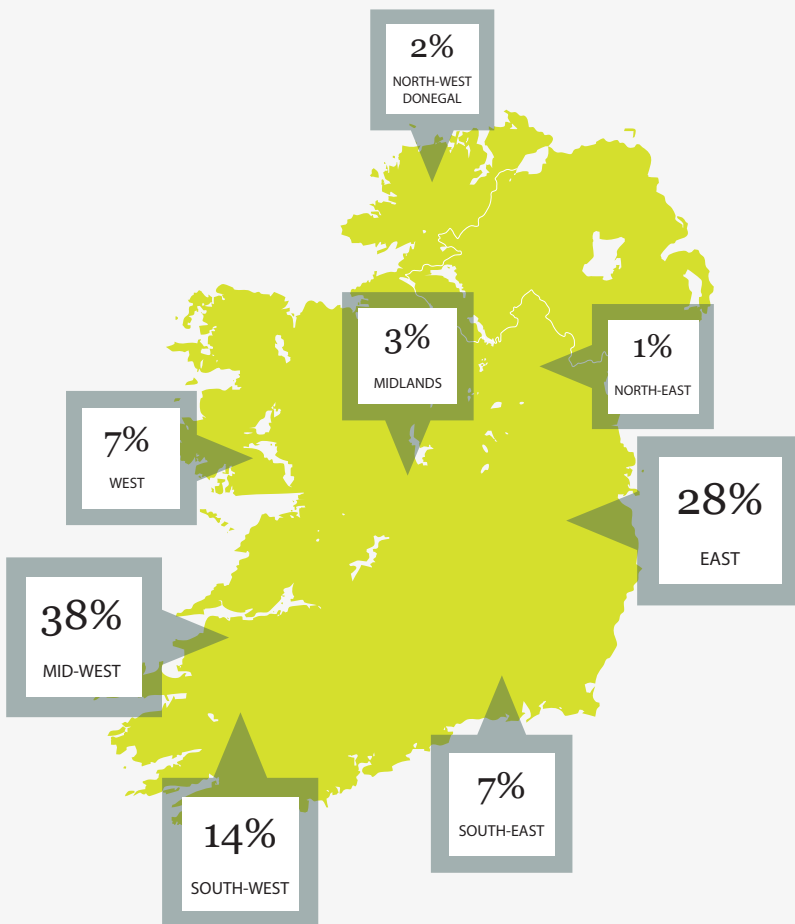 2%
NORTH-WEST
DONEGAL
3%
MIDLANDS
1%
NORTH-EAST
7%
WEST
28%
EAST
38%
MID-WEST
7%
SOUTH-EAST
14%
SOUTH-WEST